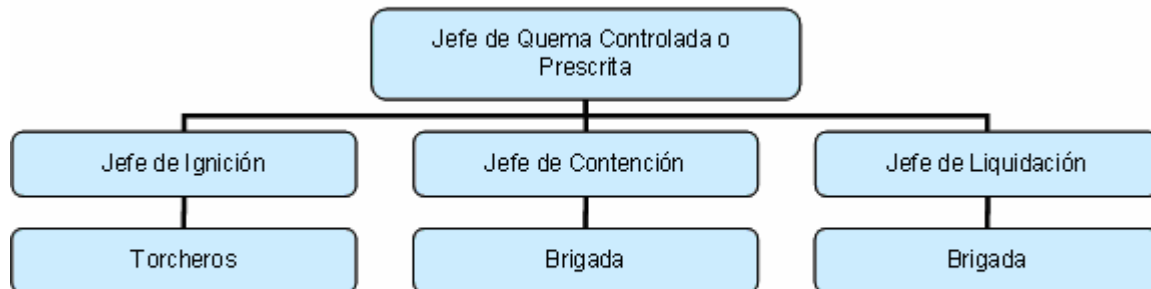 Jefe de Quema Controlada o
Prescrita
Jefe de Ignición
Jefe de Contención
Jefe de Liquidación
Torcheros
Brigada
Brigada